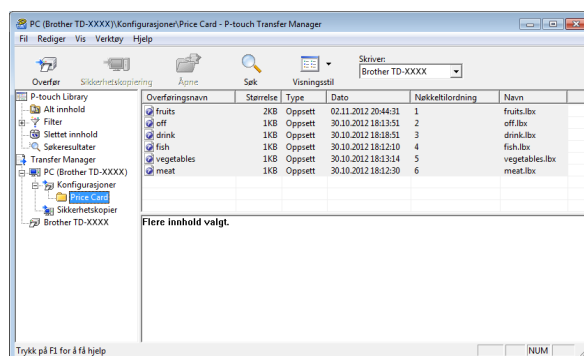 PC (Brother TD-XXXX)\Konfigurasjoner\Price Card - P-touch Transfer Manager
Fil Rediger Vis Verktøy Hjelp
Overfør Sikkerhetskopiering Åpne Søk Visningsstil
Skriver:
Brother TD-XXXX
P-touch Library
Alt innhold
Filter
Slettet innhold
Søkeresultater
Transfer Manager
PC (Brother TD-XXXX)
Konfigurasjoner
Price Card
Sikkerhetskopier
Brother TD-XXXX
Overføringsnavn Størrelse Type Dato Nøkkeltilordning Navn
fruits 2KB Oppsett 02.11.2012 20:44:31 1 fruits.lbx
off 1KB Oppsett 30.10.2012 18:13:51 2 off.lbx
drink 1KB Oppsett 30.10.2012 18:18:51 3 drink.lbx
fish 1KB Oppsett 30.10.2012 18:12:10 4 fish.lbx
vegetables 1KB Oppsett 30.10.2012 18:13:14 5 vegetables.lbx
meat 1KB Oppsett 30.10.2012 18:12:30 6 meat.lbx
Flere innhold valgt.
Trykk på F1 for å få hjelp
NUM